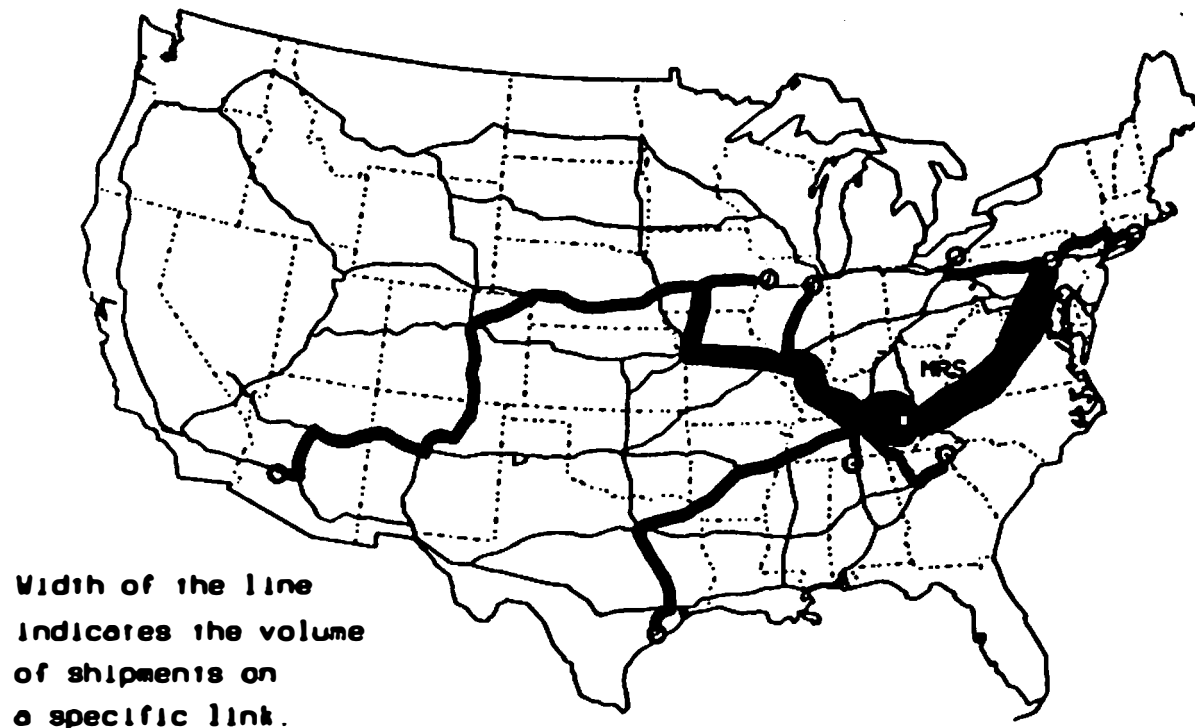 MRS
Width of the line
indicates the volume
of shipments on
a specific link.